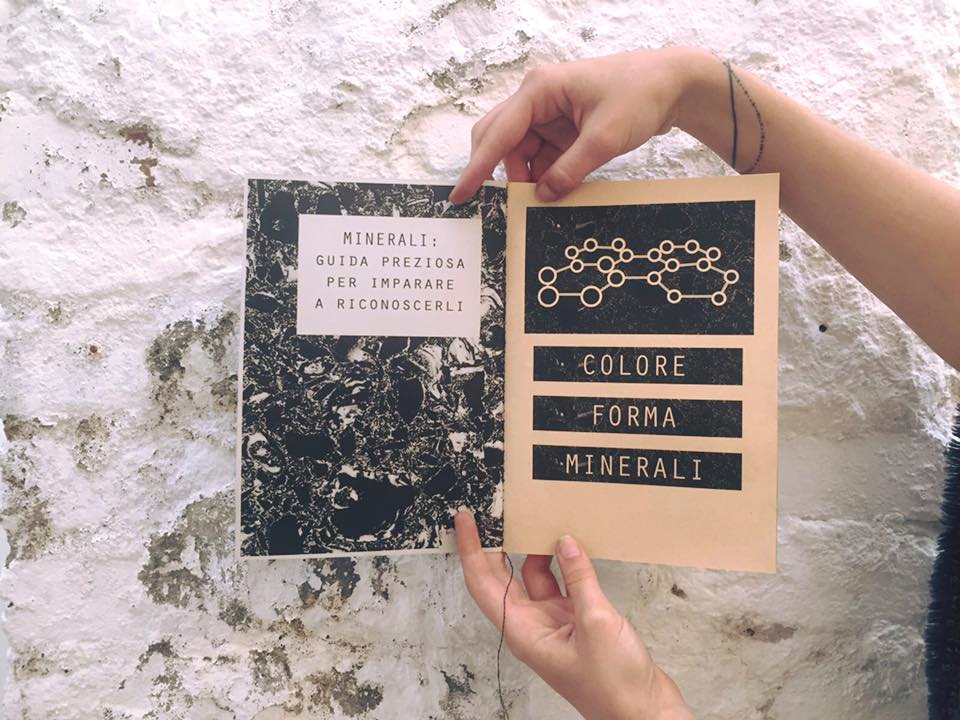 MINERALI:
GUIDA PREZIOSA
PER IMPARARE
A RICONOSCERLI
COLORE
FORMA
MINERALI